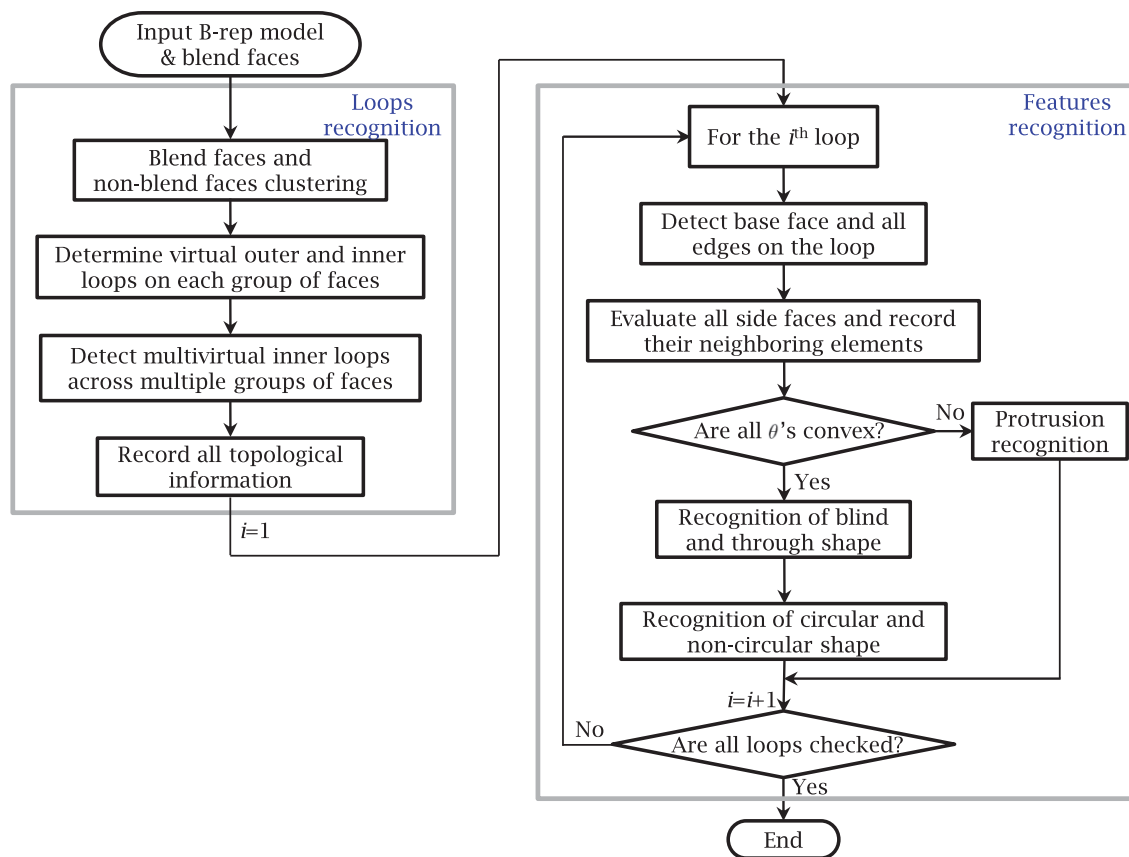 Input B-rep model
& blend faces
Loops
recognition
Blend faces and
non-blend faces clustering
Determine virtual outer and inner
loops on each group of faces
Detect multivirtual inner loops
across multiple groups of faces
Record all topological
information
i=1
Features
recognition
For the ith loop
Detect base face and all
edges on the loop
Evaluate all side faces and record
their neighboring elements
Are all θ's convex?
No
Protrusion
recognition
Yes
Recognition of blind
and through shape
Recognition of circular and
non-circular shape
i=i+1
No
Are all loops checked?
Yes
End